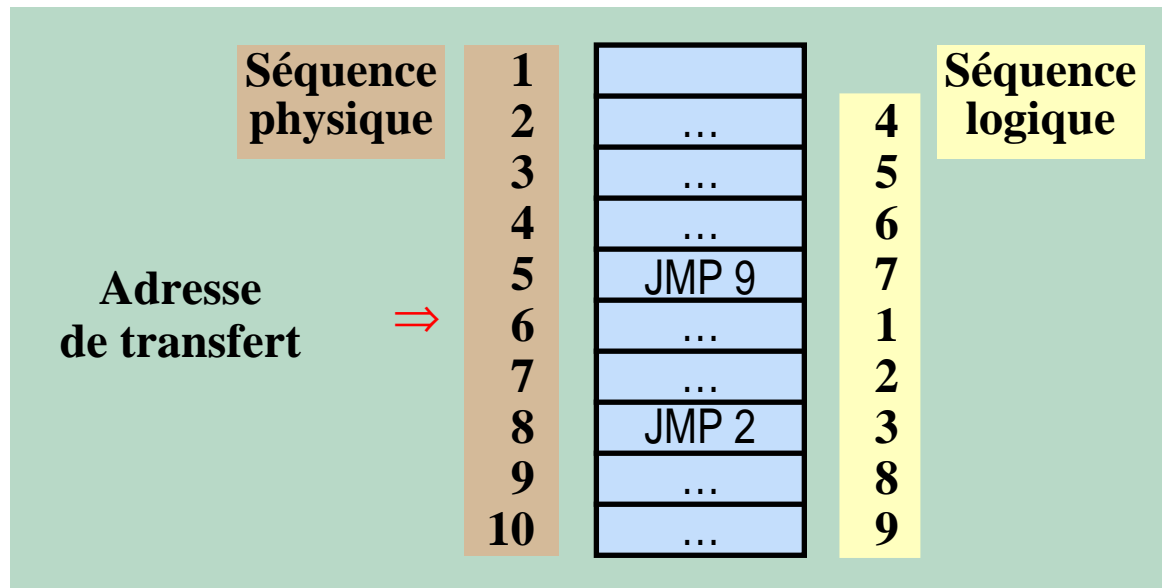 Séquence
physique
Séquence
logique
Adresse
de transfert
⇒
1
2 … 4
3 … 5
4 … 6
5 JMP 9 7
6 … 1
7 … 2
8 JMP 2 3
9 … 8
10 … 9